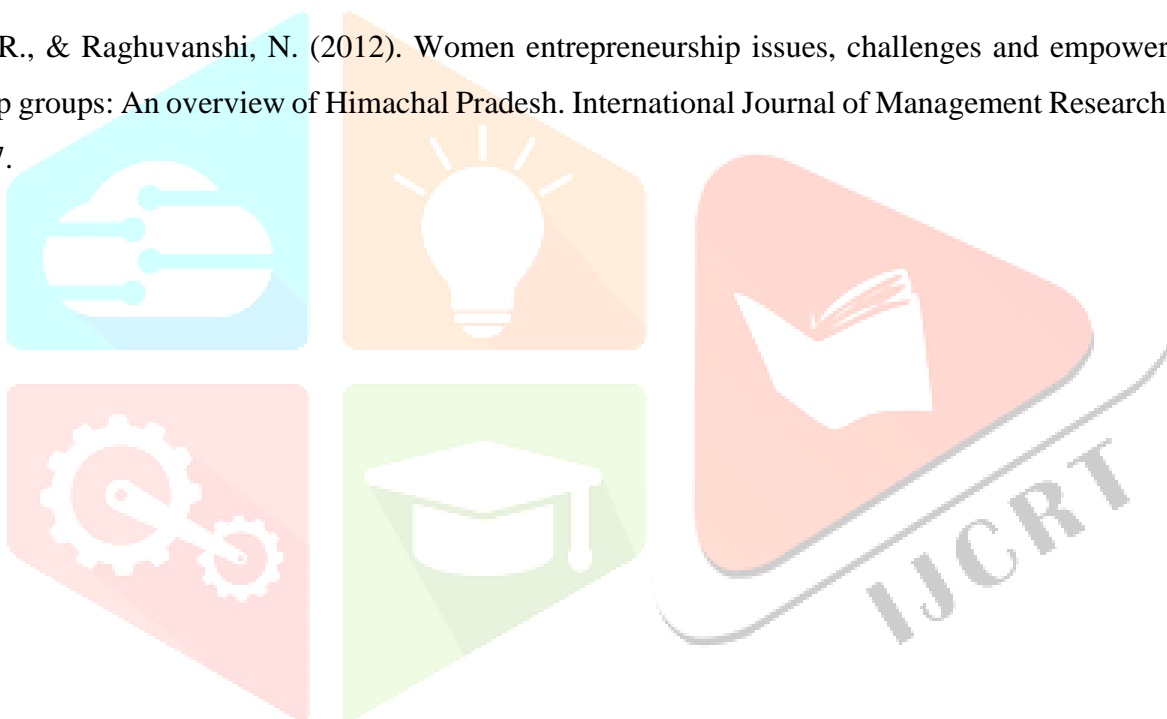 R., & Raghuvanshi, N. (2012). Women entrepreneurship issues, challenges and empower
p groups: An overview of Himachal Pradesh. International Journal of Management Research
7.
IJCRT